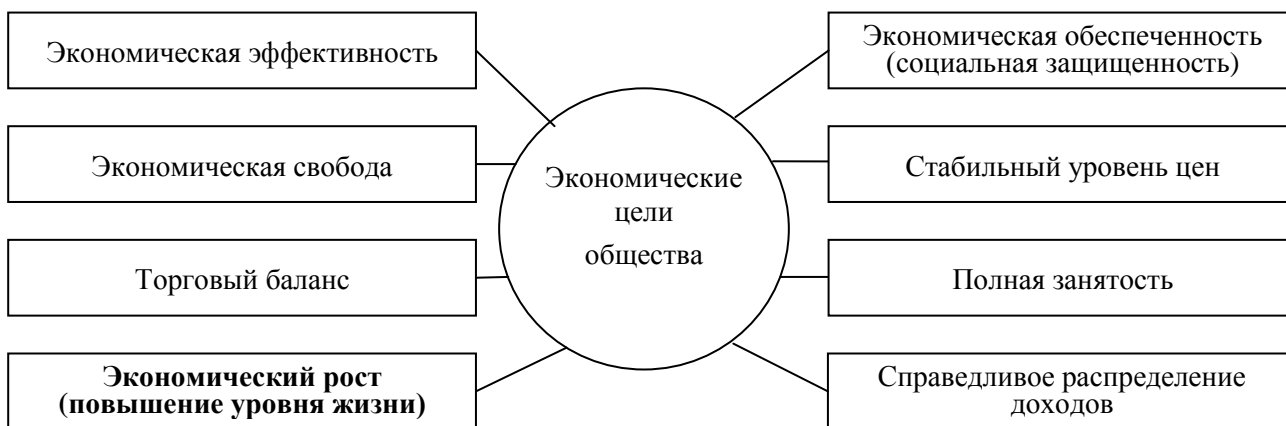 Экономическая эффективность
Экономическая свобода
Торговый баланс
Экономический рост
(повышение уровня жизни)
Экономические
цели
общества
Экономическая обеспеченность
(социальная защищенность)
Стабильный уровень цен
Полная занятость
Справедливое распределение
доходов